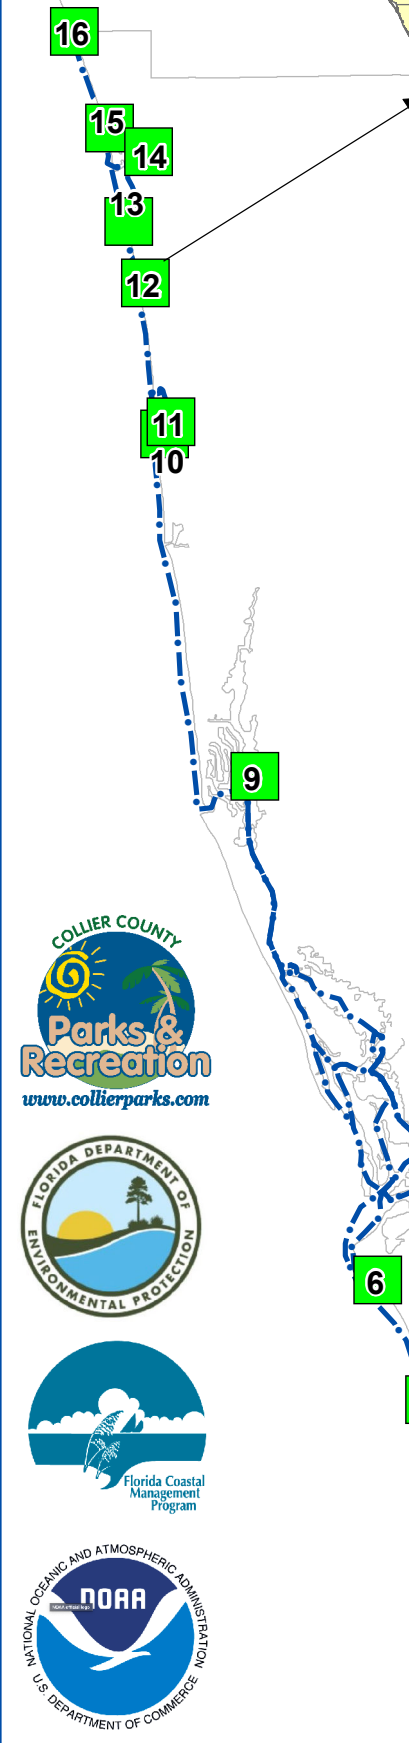 16
15
14
13
12
11
10
9
COLLIER COUNTY
Parks &
Recreation
www.collierparks.com
FLORIDA DEPARTMENT OF
ENVIRONMENTAL PROTECTION
6
Florida Coastal
Management
Program
NATIONAL OCEANIC AND ATMOSPHERIC ADMINISTRATION
NOAA
U.S. DEPARTMENT OF COMMERCE